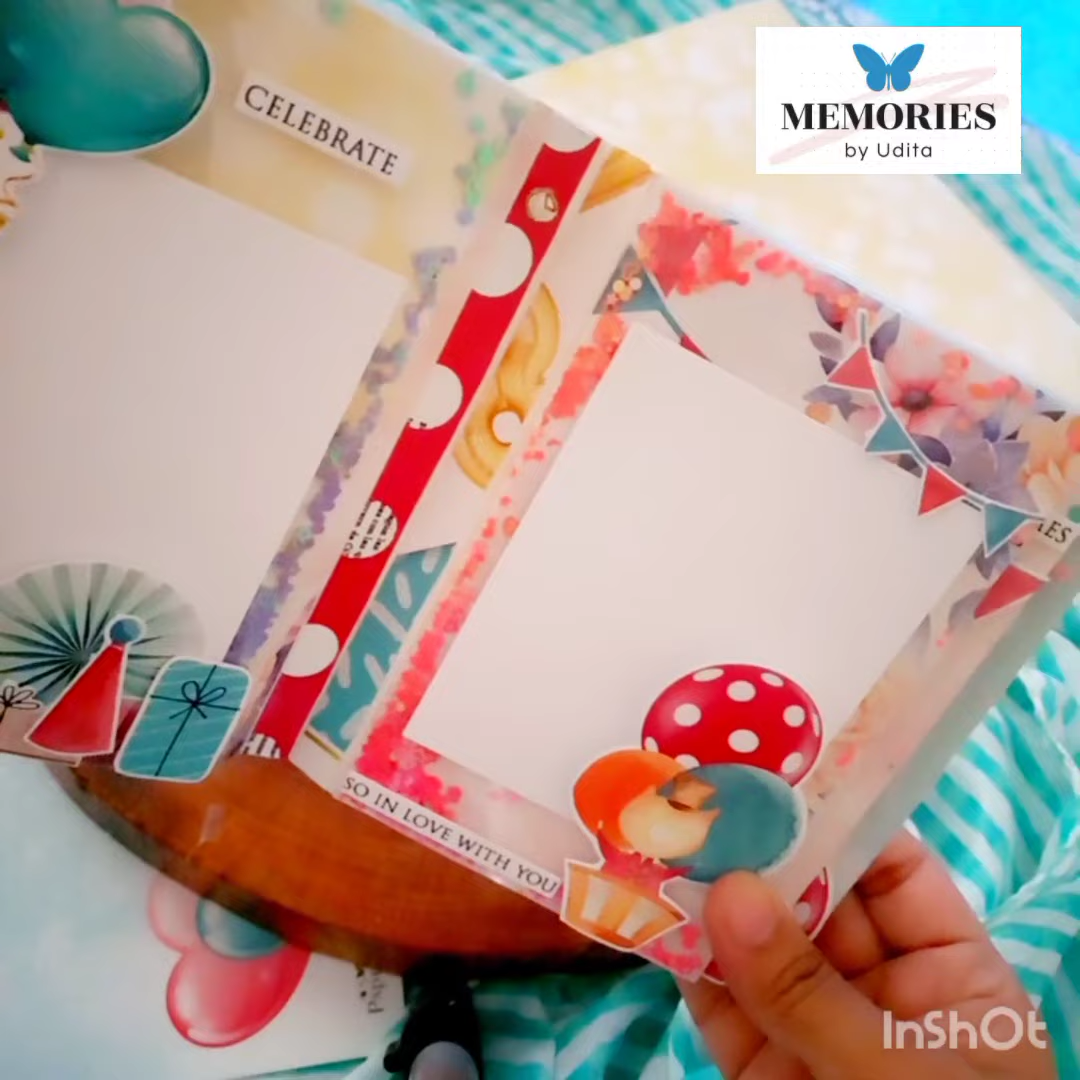 MEMORIES
by Udita
CELEBRATE
SO IN LOVE WITH YOU
InShOt